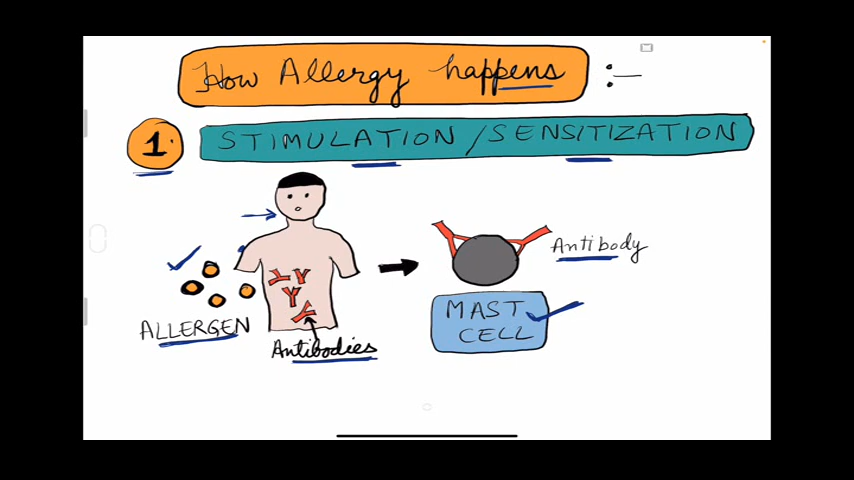 How Allergy happens :-
1. STIMULATION / SENSITIZATION
Antibody
MAST
CELL
ALLERGEN
Antibodies